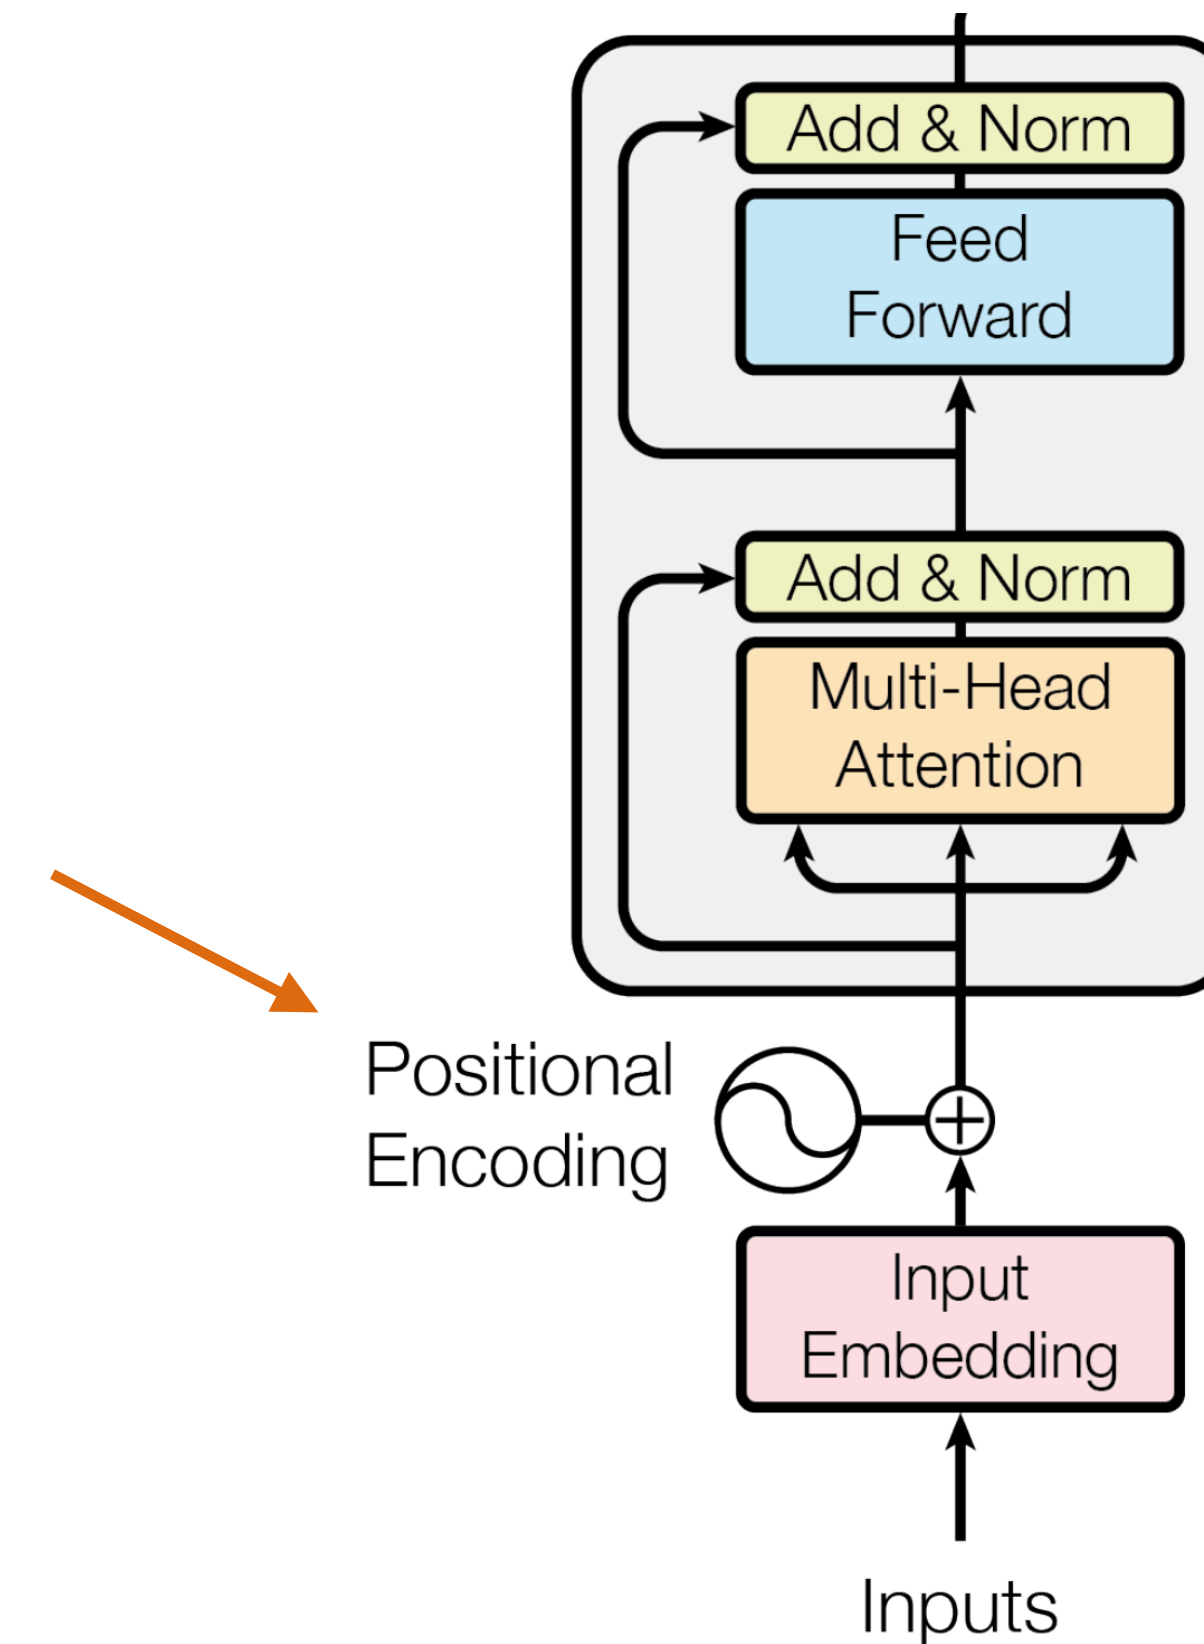 Add & Norm
Feed
Forward
Add & Norm
Multi-Head
Attention
Positional
Encoding
Input
Embedding
Inputs